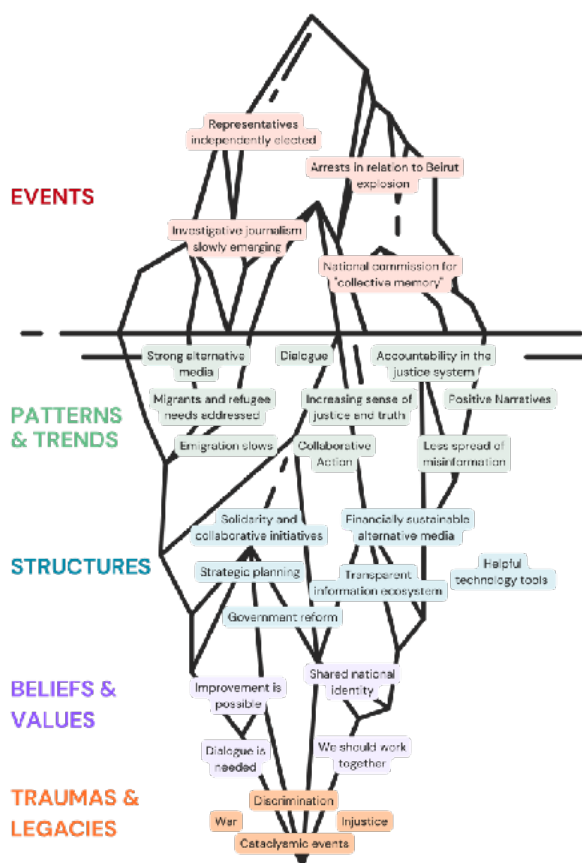 Representatives
independently elected
Arrests in relation to Beirut
explosion
EVENTS
Investigative journalism
slowly emerging
National commission for
"collective memory"
Strong alternative
media
Dialogue
Accountability in the
justice system
PATTERNS
& TRENDS
Migrants and refugee
needs addressed
Increasing sense of
justice and truth
Positive Narratives
Emigration slows
Collaborative
Action
Less spread of
misinformation
STRUCTURES
Solidarity and
collaborative initiatives
Financially sustainable
alternative media
Strategic planning
Transparent
information ecosystem
Helpful
technology tools
Government reform
BELIEFS &
VALUES
Improvement is
possible
Shared national
identity
Dialogue is
needed
We should work
together
TRAUMAS &
LEGACIES
Discrimination
War
Injustice
Cataclysmic events